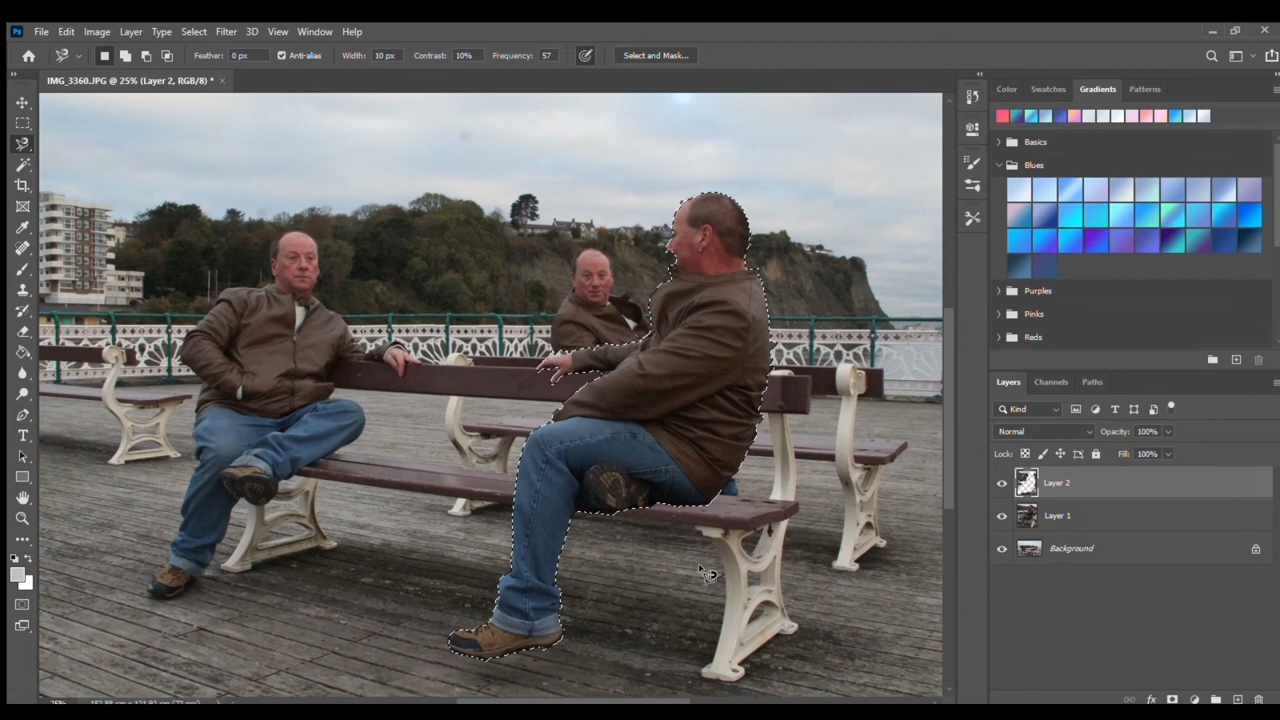 Ps File Edit Image Layer Type Select Filter 3D View Window Help
Feather: 0 px Anti-alias Width: 10 px Contrast: 10% Frequency: 57 Select and Mask...
IMG_3360.JPG @ 25% (Layer 2, RGB/8) * ×
Color Swatches Gradients Patterns
Basics
Blues
Purples
Pinks
Reds
Layers Channels Paths
Kind
Normal Opacity: 100%
Lock: Fill: 100%
Layer 2
Layer 1
Background